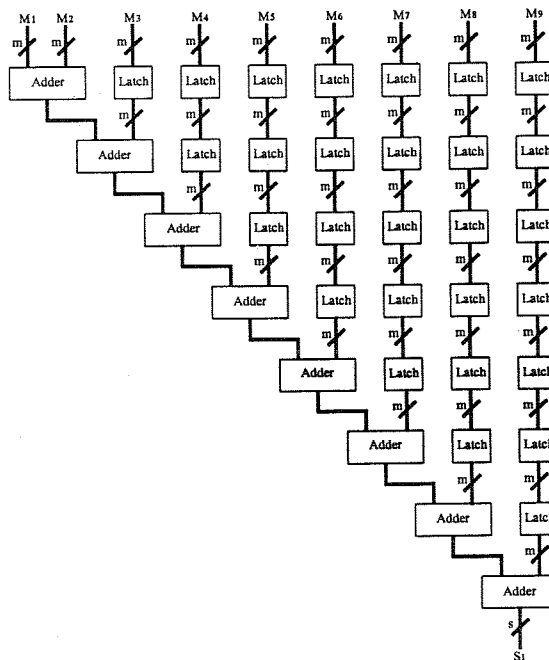 M1 M2 M3 M4 M5 M6 M7 M8 M9
m m m m m m m m m
Adder Latch Latch Latch Latch Latch Latch Latch
m m m m m m m
Adder Latch Latch Latch Latch Latch Latch
m m m m m m
Adder Latch Latch Latch Latch Latch
m m m m m
Adder Latch Latch Latch Latch
m m m m
Adder Latch Latch Latch
m m m
Adder Latch Latch
m m
Adder Latch
m
Adder
s
S1